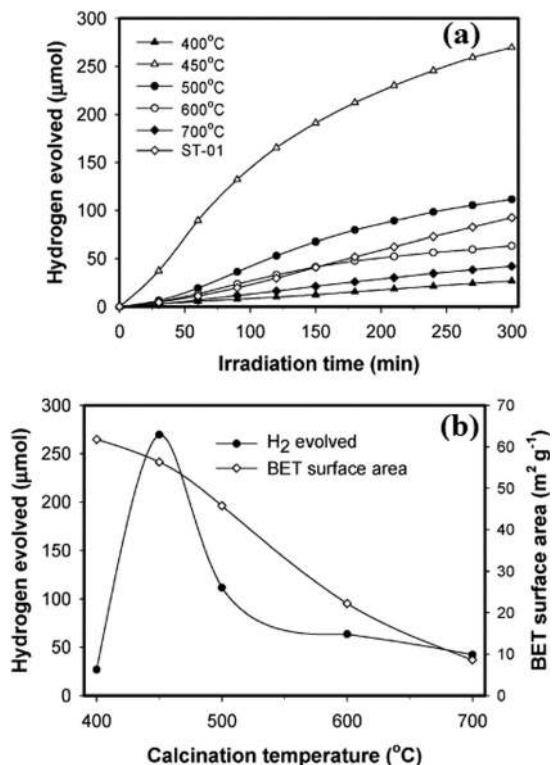 (a)
400°C
450°C
500°C
600°C
700°C
ST-01
300
250
200
150
100
50
0
Hydrogen evolved (μmol)
0 50 100 150 200 250 300
Irradiation time (min)
(b)
H₂ evolved
BET surface area
300
250
200
150
100
50
0
Hydrogen evolved (μmol)
70
60
50
40
30
20
10
0
BET surface area (m² g⁻¹)
400 500 600 700
Calcination temperature (°C)